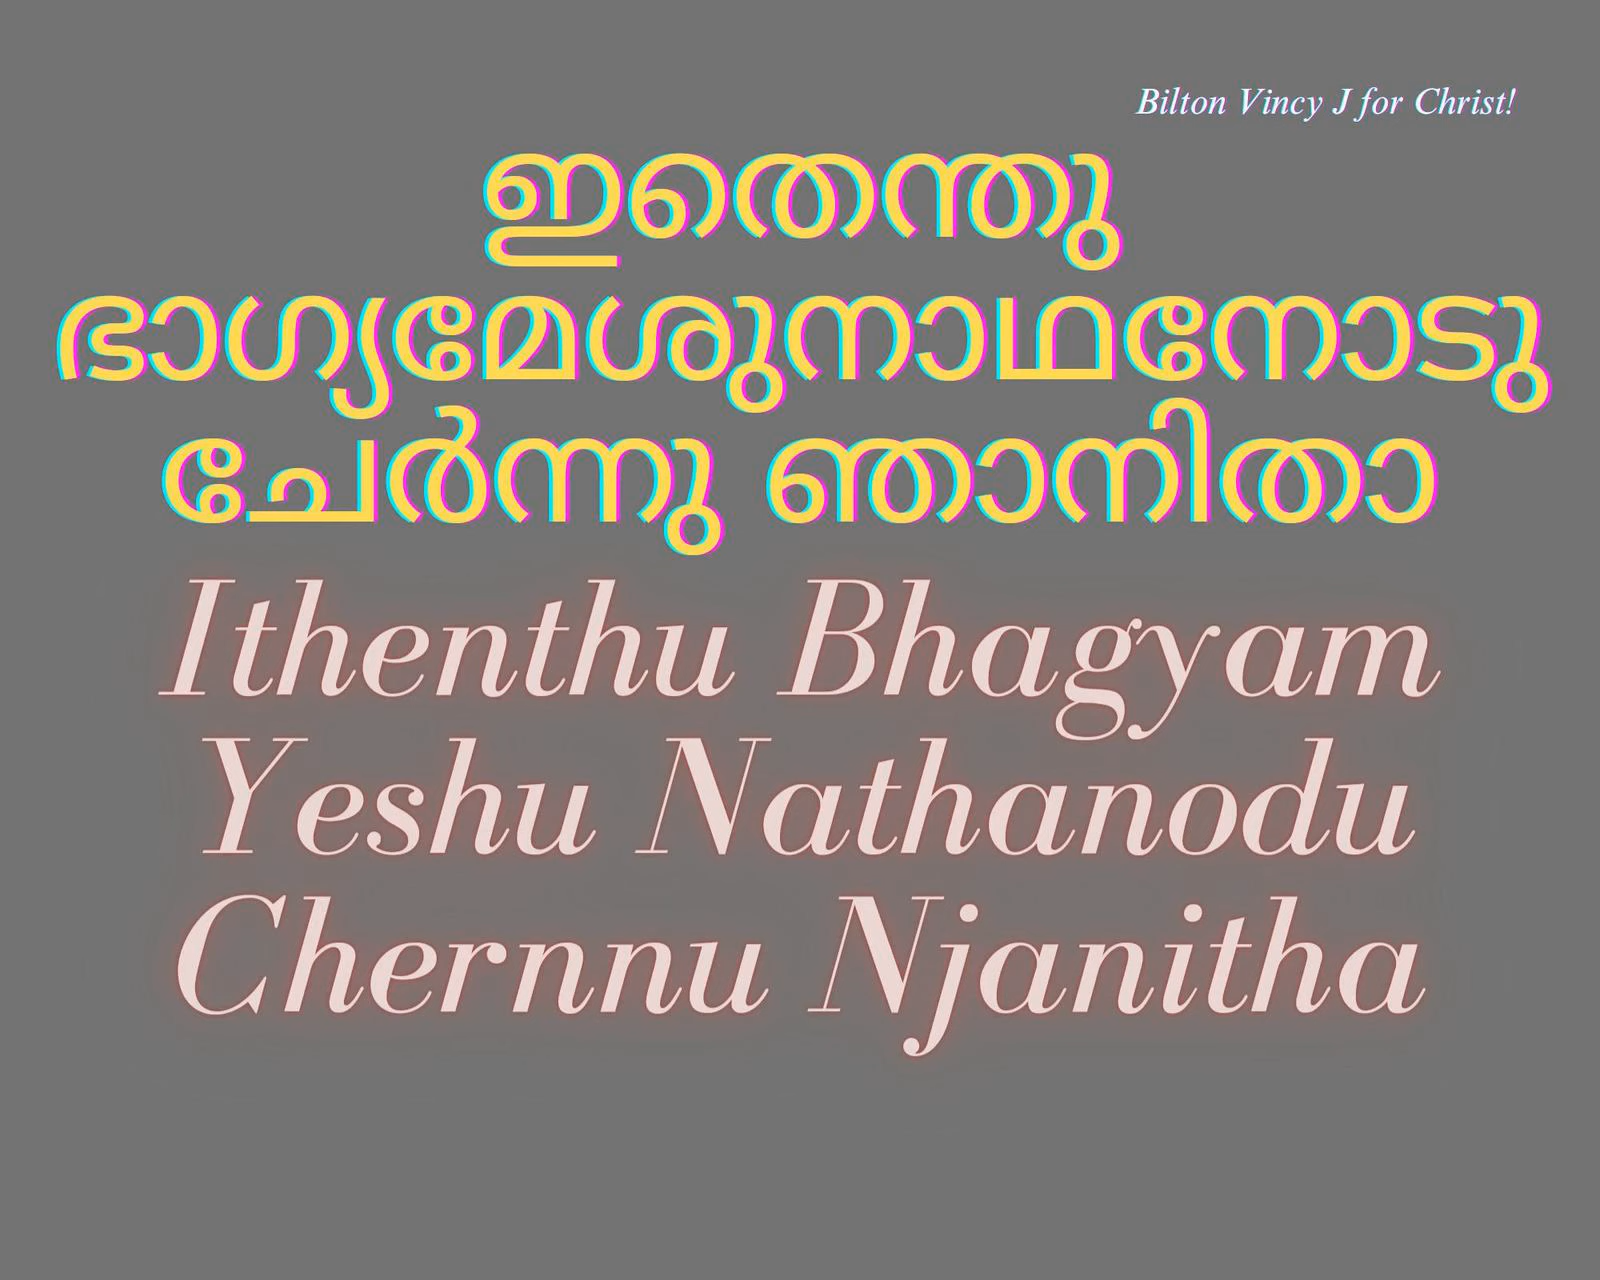 Bilton Vincy J for Christ!
ഇതെന്തു
ഭാഗ്യമേശുനാഥനോടു
ചേർന്നു ഞാനിതാ
Ithenthu Bhagyam
Yeshu Nathanodu
Chernnu Njanitha